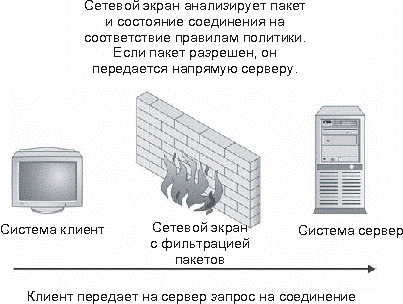 Сетевой экран анализирует пакет
и состояние соединения на
соответствие правилам политики.
Если пакет разрешен, он
передается напрямую серверу.
Система клиент
Сетевой экран
с фильтрацией
пакетов
Система сервер
Клиент передает на сервер запрос на соединение